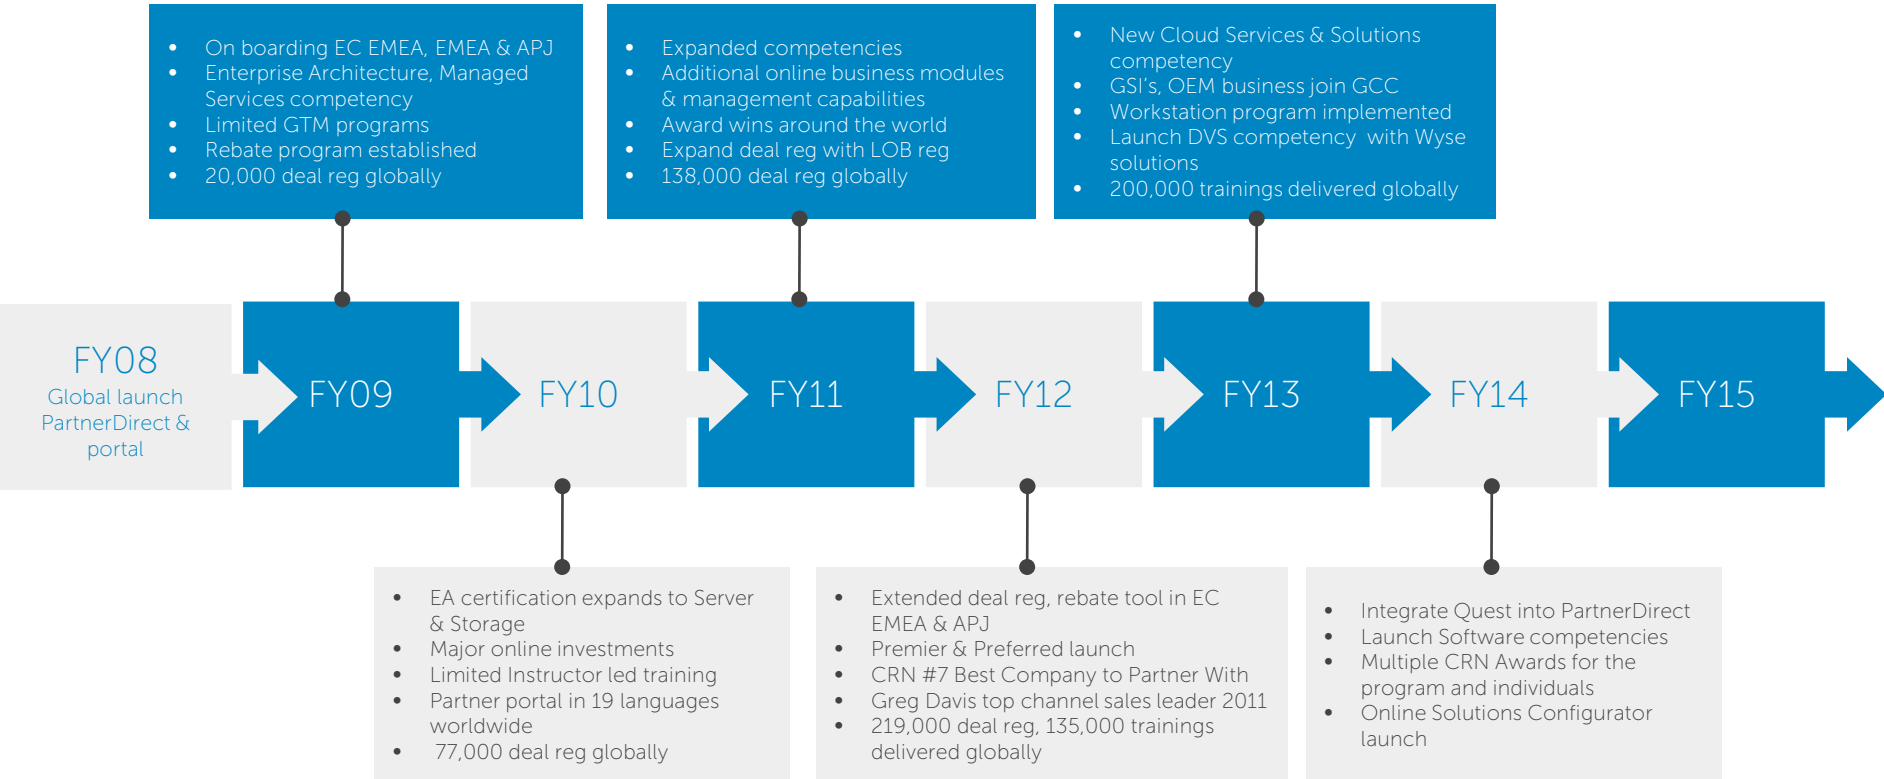 • On boarding EC EMEA, EMEA & APJ
• Enterprise Architecture, Managed
Services competency
• Limited GTM programs
• Rebate program established
• 20,000 deal reg globally
• Expanded competencies
• Additional online business modules
& management capabilities
• Award wins around the world
• Expand deal reg with LOB reg
• 138,000 deal reg globally
• New Cloud Services & Solutions
competency
• GSI's, OEM business join GCC
• Workstation program implemented
• Launch DVS competency with Wyse
solutions
• 200,000 trainings delivered globally
FY08
Global launch
PartnerDirect &
portal
FY09
FY10
FY11
FY12
FY13
FY14
FY15
• EA certification expands to Server
& Storage
• Major online investments
• Limited Instructor led training
• Partner portal in 19 languages
worldwide
• 77,000 deal reg globally
• Extended deal reg, rebate tool in EC
EMEA & APJ
• Premier & Preferred launch
• CRN #7 Best Company to Partner With
• Greg Davis top channel sales leader 2011
• 219,000 deal reg, 135,000 trainings
delivered globally
• Integrate Quest into PartnerDirect
• Launch Software competencies
• Multiple CRN Awards for the
program and individuals
• Online Solutions Configurator
launch